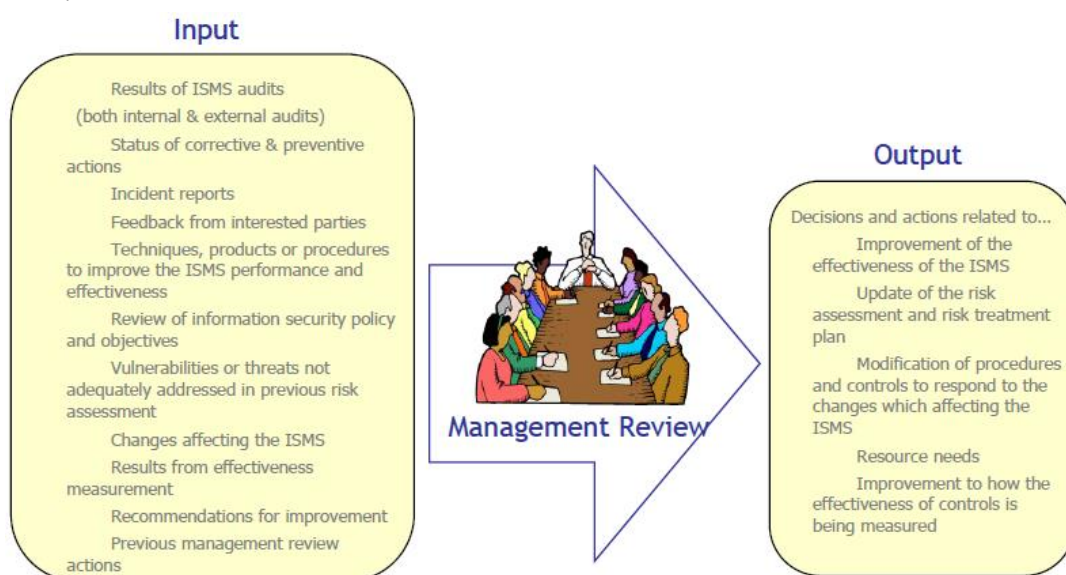 Input
Results of ISMS audits
(both internal & external audits)
Status of corrective & preventive
actions
Incident reports
Feedback from interested parties
Techniques, products or procedures
to improve the ISMS performance and
effectiveness
Review of information security policy
and objectives
Vulnerabilities or threats not
adequately addressed in previous risk
assessment
Changes affecting the ISMS
Results from effectiveness
measurement
Recommendations for improvement
Previous management review
actions
Management Review
Output
Decisions and actions related to...
Improvement of the
effectiveness of the ISMS
Update of the risk
assessment and risk treatment
plan
Modification of procedures
and controls to respond to the
changes which affecting the
ISMS
Resource needs
Improvement to how the
effectiveness of controls is
being measured